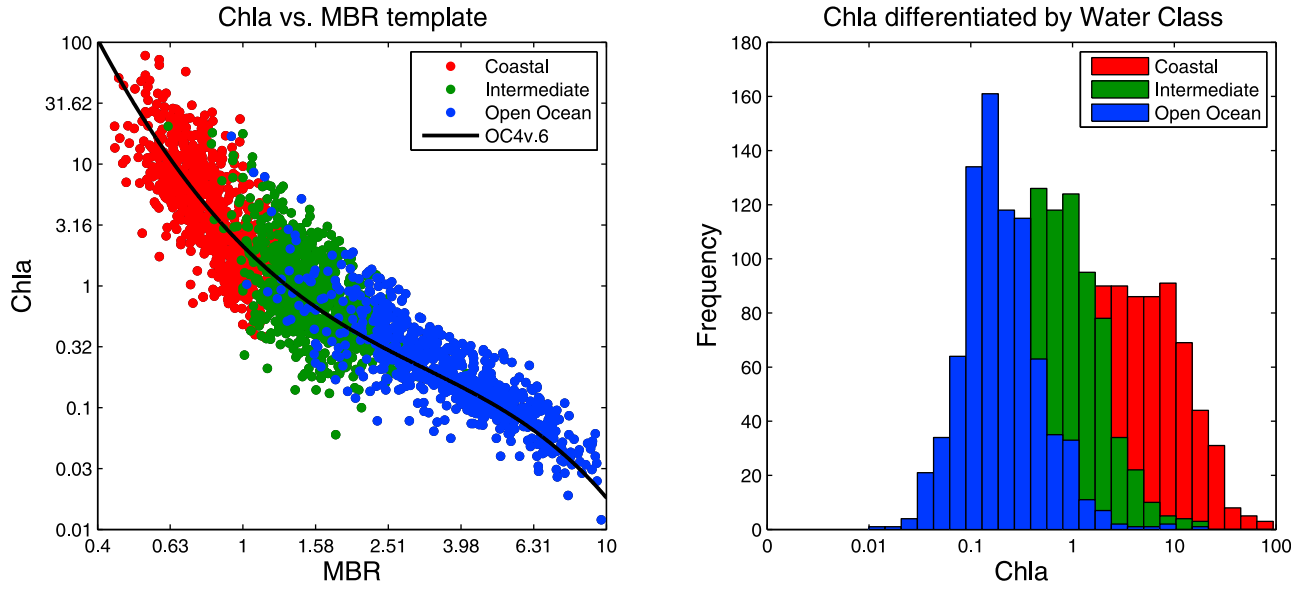 Chla vs. MBR template
Chla
100
31.62
10
3.16
1
0.32
0.1
0.03
0.01
Coastal
Intermediate
Open Ocean
OC4v.6
0.4
0.63
1
1.58
2.51
3.98
6.31
10
MBR
Chla differentiated by Water Class
Frequency
180
160
140
120
100
80
60
40
20
0
Coastal
Intermediate
Open Ocean
0
0.01
0.1
1
10
100
Chla